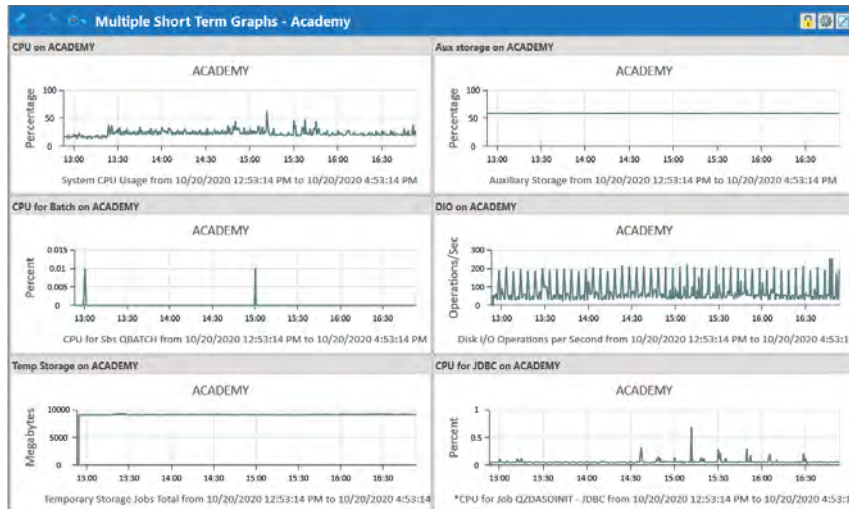 Multiple Short Term Graphs - Academy
CPU on ACADEMY
ACADEMY
Percentage
100
50
0
13:00 13:30 14:00 14:30 15:00 15:30 16:00 16:30
System CPU Usage from 10/20/2020 12:53:14 PM to 10/20/2020 4:53:14 PM
Aux storage on ACADEMY
ACADEMY
Percentage
100
50
0
13:00 13:30 14:00 14:30 15:00 15:30 16:00 16:30
Auxiliary Storage from 10/20/2020 12:53:14 PM to 10/20/2020 4:53:14 PM
CPU for Batch on ACADEMY
ACADEMY
Percent
0.015
0.01
0.005
0
13:00 13:30 14:00 14:30 15:00 15:30 16:00 16:30
CPU for Sbs QBATCH from 10/20/2020 12:53:14 PM to 10/20/2020 4:53:14 PM
DIO on ACADEMY
ACADEMY
Operations/Sec
300
200
100
0
13:00 13:30 14:00 14:30 15:00 15:30 16:00 16:30
Disk I/O Operations per Second from 10/20/2020 12:53:14 PM to 10/20/2020 4:53:1
Temp Storage on ACADEMY
ACADEMY
Megabytes
10000
5000
0
13:00 13:30 14:00 14:30 15:00 15:30 16:00 16:30
Temporary Storage Jobs Total from 10/20/2020 12:53:14 PM to 10/20/2020 4:53:14
CPU for JDBC on ACADEMY
ACADEMY
Percent
1
0.5
0
13:00 13:30 14:00 14:30 15:00 15:30 16:00 16:30
*CPU for Job QZDASOINIT - JDBC from 10/20/2020 12:53:14 PM to 10/20/2020 4:53:1